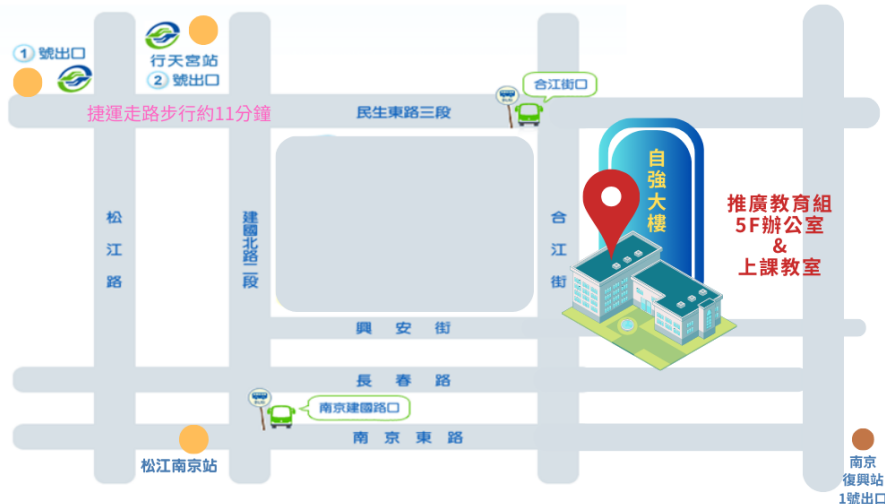 1 號出口
行天宮站
2 號出口
捷運走路步行約11分鐘
民生東路三段
合江街口
自強大樓
推廣教育組
5F辦公室
&
上課教室
松江路
建國北路二段
合江街
興安街
長春路
南京建國路口
南京東路
松江南京站
南京
復興站
1號出口